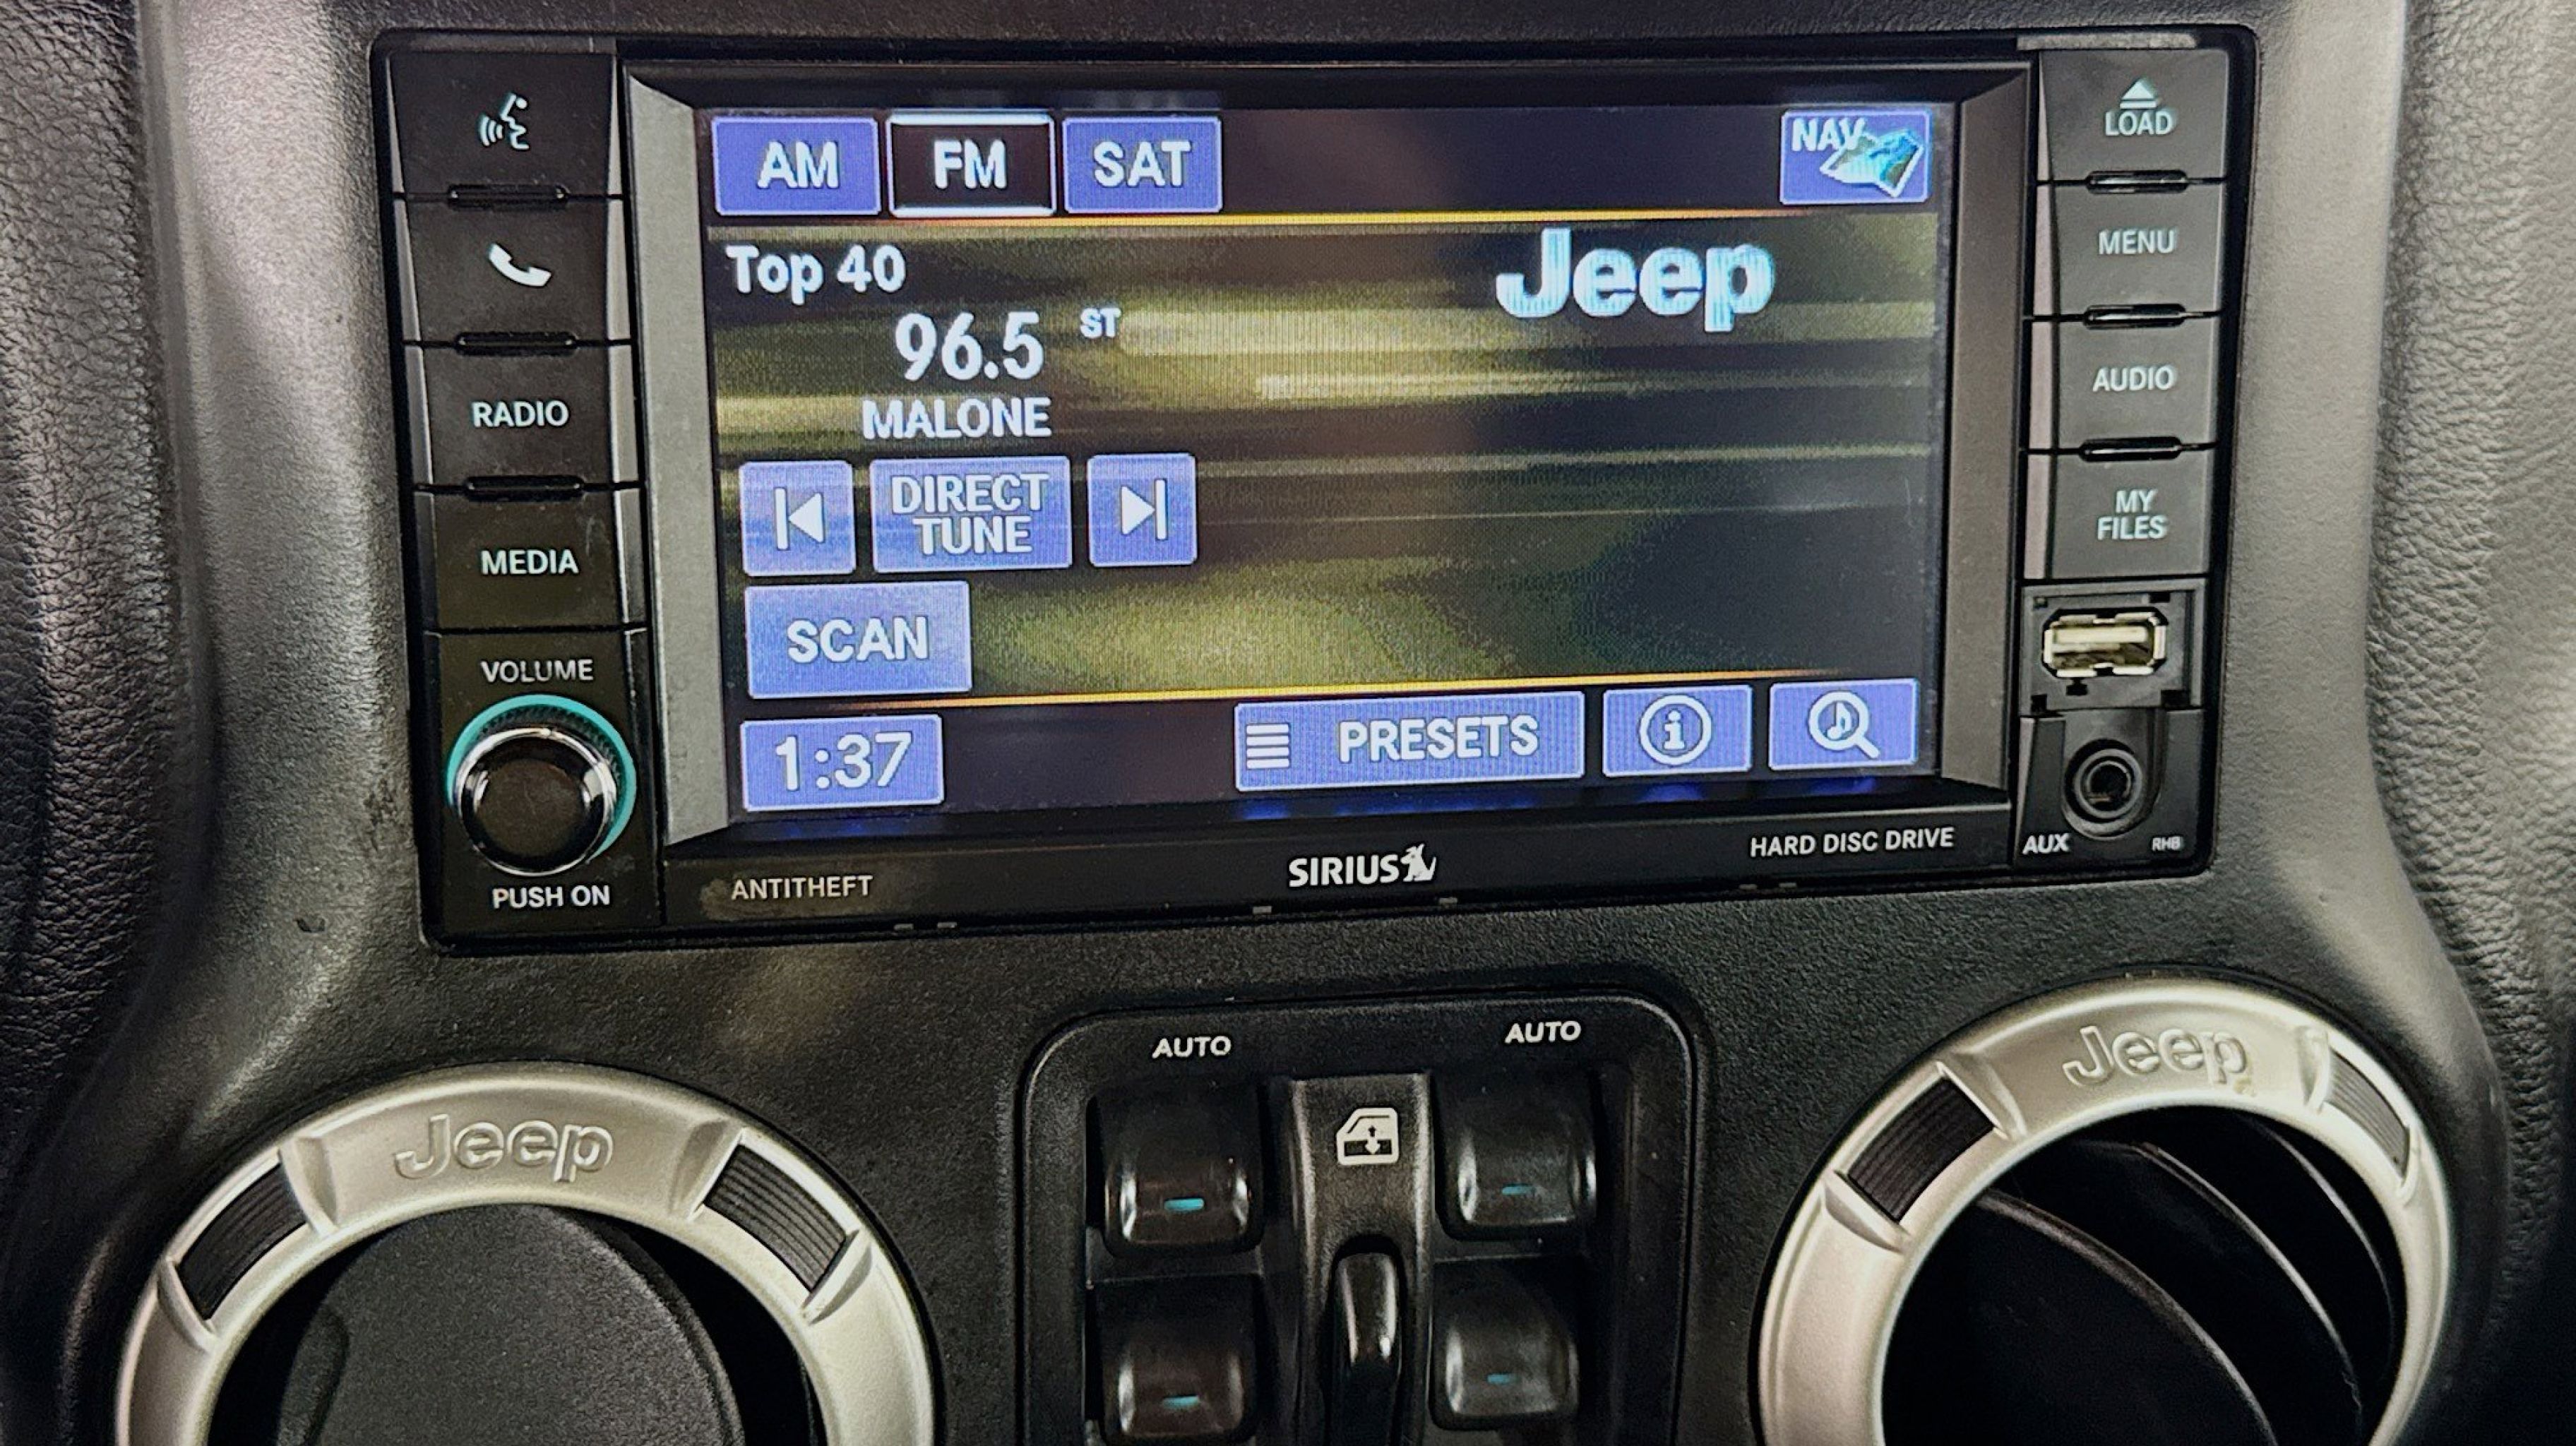 AM FM SAT NAV
Top 40
Jeep
96.5 ST
MALONE
DIRECT
TUNE
SCAN
1:37 PRESETS i
RADIO
MEDIA
VOLUME
PUSH ON
LOAD
MENU
AUDIO
MY
FILES
AUX RHB
ANTITHEFT SIRIUS HARD DISC DRIVE
AUTO AUTO
Jeep Jeep